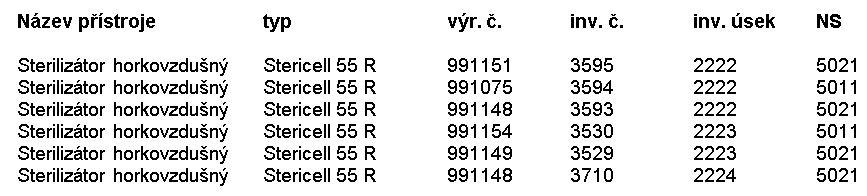 Název přístroje typ výr. č. inv. č. inv. úsek NS
Sterilizátor horkovzdušný Stericell 55 R 991151 3595 2222 5021
Sterilizátor horkovzdušný Stericell 55 R 991075 3594 2222 5011
Sterilizátor horkovzdušný Stericell 55 R 991148 3593 2222 5021
Sterilizátor horkovzdušný Stericell 55 R 991154 3530 2223 5011
Sterilizátor horkovzdušný Stericell 55 R 991149 3529 2223 5021
Sterilizátor horkovzdušný Stericell 55 R 991148 3710 2224 5021